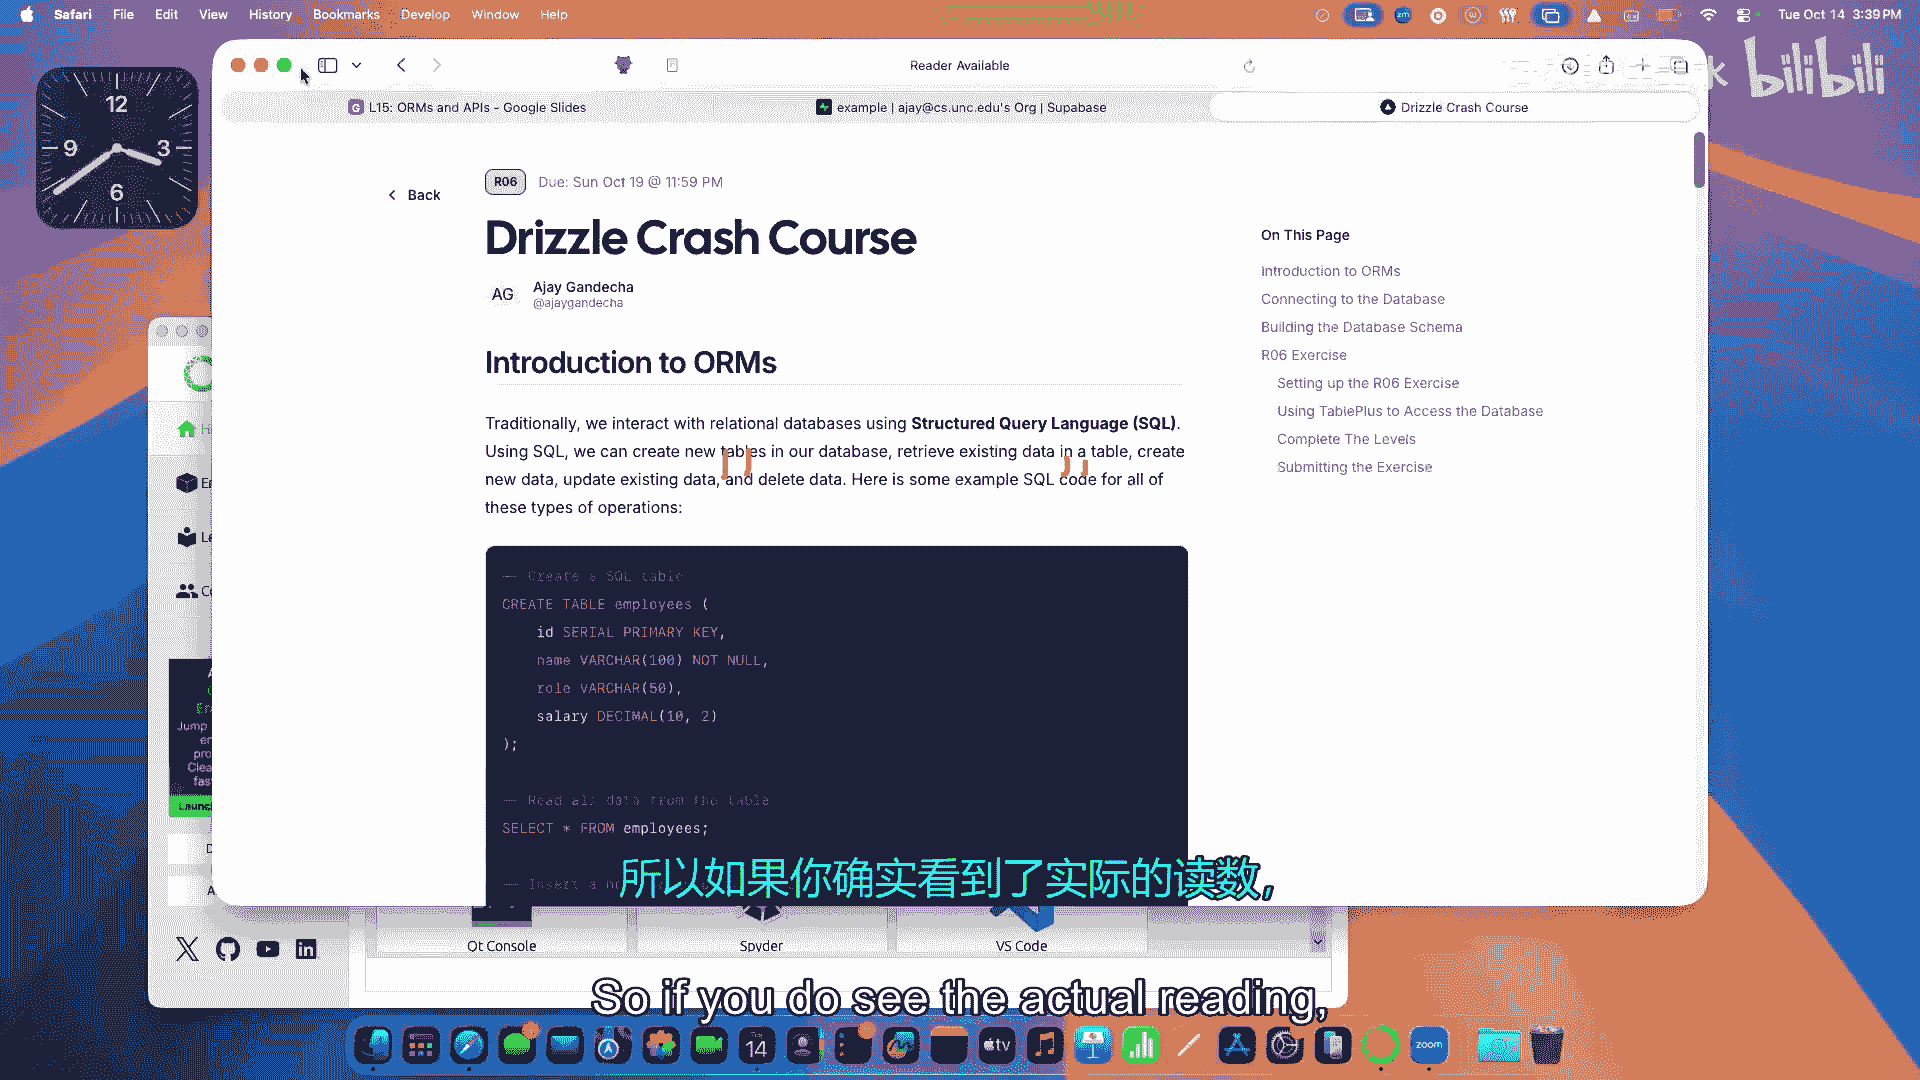 Safari File Edit View History Bookmarks Develop Window Help
Tue Oct 14 3:39 PM
Reader Available
bilibili
L15: ORMs and APIs - Google Slides
example | ajay@cs.unc.edu's Org | Supabase
Drizzle Crash Course
12
9 3
6
Back
R06 Due: Sun Oct 19 @ 11:59 PM
Drizzle Crash Course
AG
Ajay Gandecha
@ajaygandecha
Introduction to ORMs
Traditionally, we interact with relational databases using Structured Query Language (SQL).
Using SQL, we can create new tables in our database, retrieve existing data in a table, create
new data, update existing data, and delete data. Here is some example SQL code for all of
these types of operations:
-- Create a SQL table
CREATE TABLE employees (
id SERIAL PRIMARY KEY,
name VARCHAR(100) NOT NULL,
role VARCHAR(50),
salary DECIMAL(10, 2)
);
-- Read all data from the table
SELECT * FROM employees;
-- Insert a
On This Page
Introduction to ORMs
Connecting to the Database
Building the Database Schema
R06 Exercise
Setting up the R06 Exercise
Using TablePlus to Access the Database
Complete The Levels
Submitting the Exercise
Jump
Launch
所以如果你确实看到了实际的读数,
Qt Console
Spyder
VS Code
So if you do see the actual reading,
14
tv
zoom